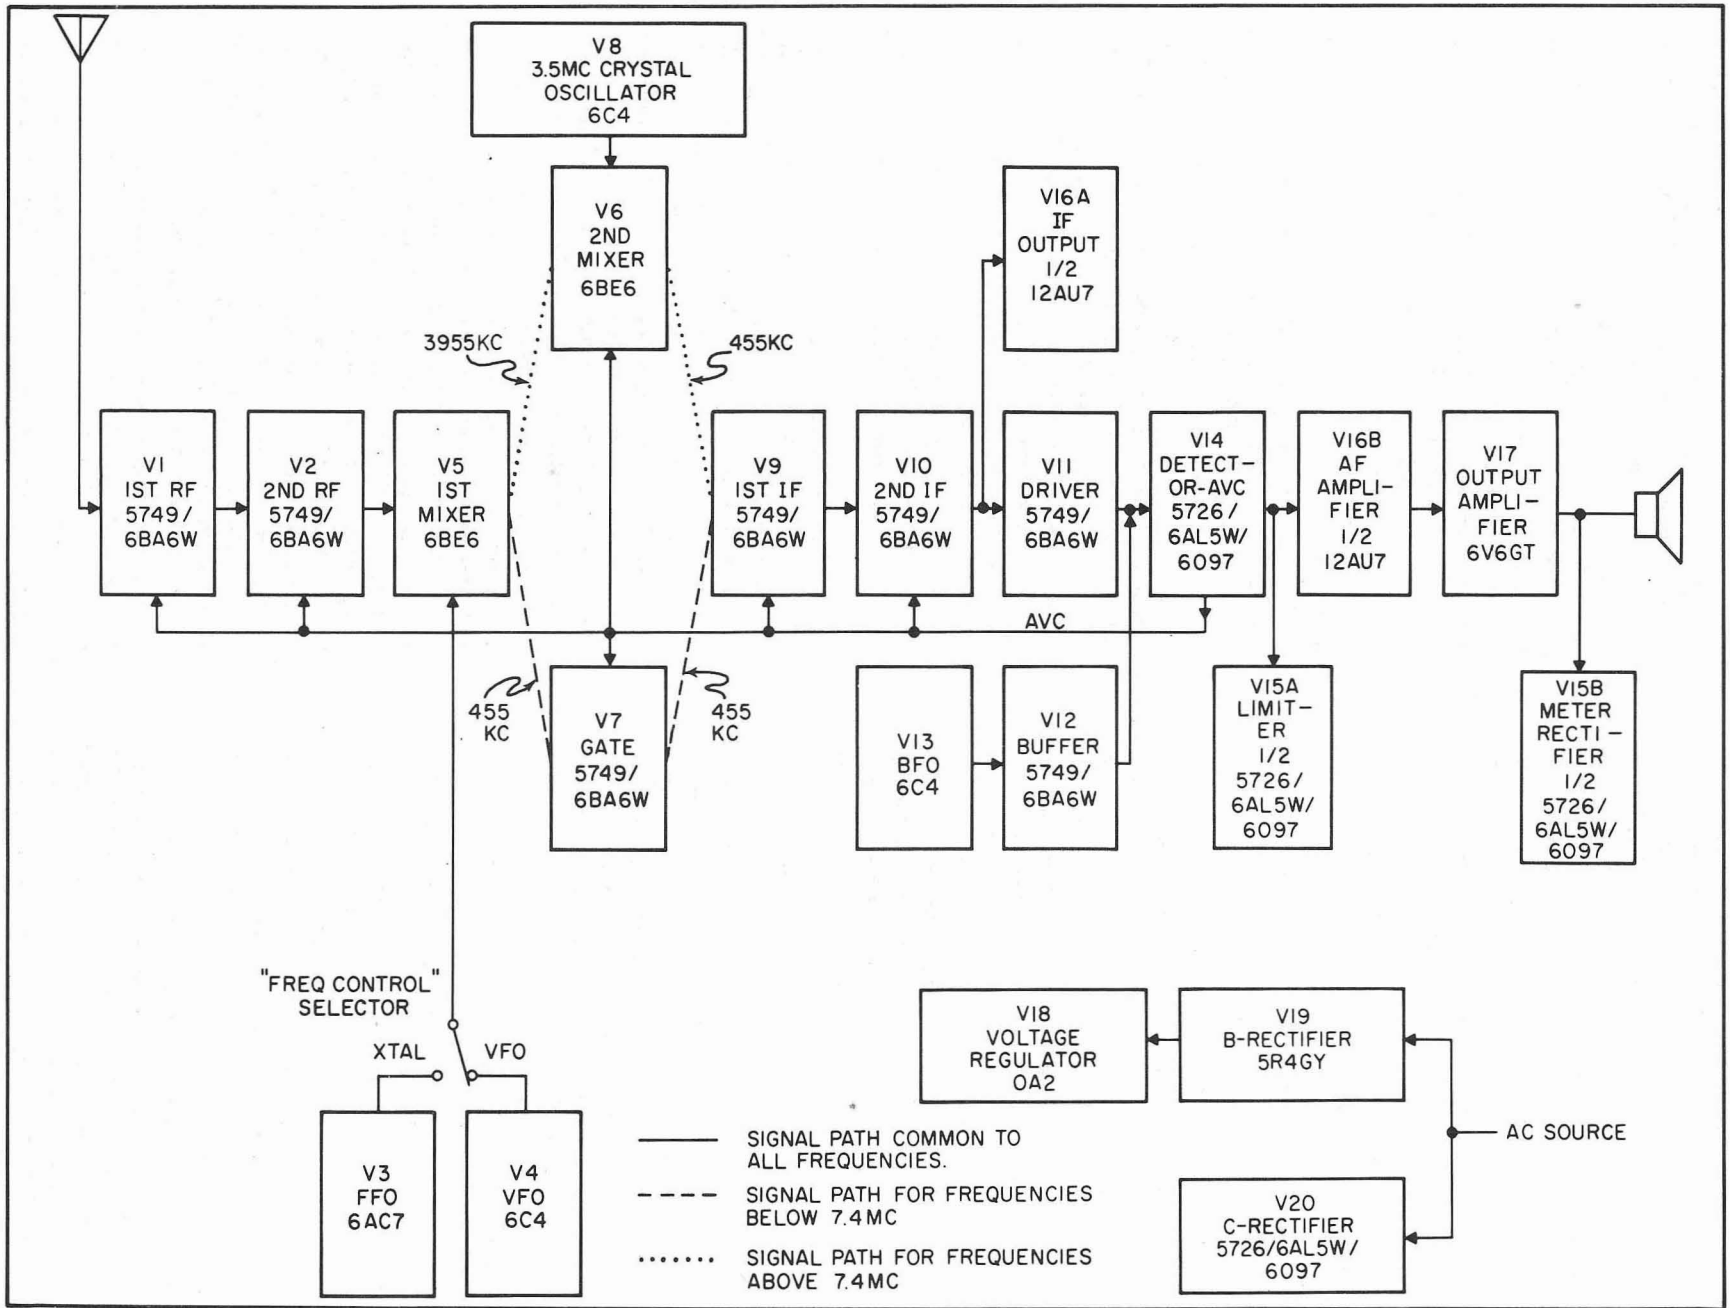 V8
3.5MC CRYSTAL
OSCILLATOR
6C4
V6
2ND
MIXER
6BE6
V16A
IF
OUTPUT
1/2
12AU7
3955KC
455KC
V1
1ST RF
5749/
6BA6W
V2
2ND RF
5749/
6BA6W
V5
1ST
MIXER
6BE6
V9
1ST IF
5749/
6BA6W
V10
2ND IF
5749/
6BA6W
V11
DRIVER
5749/
6BA6W
V14
DETECT-
OR-AVC
5726/
6AL5W/
6097
V16B
AF
AMPLI-
FIER
1/2
12AU7
V17
OUTPUT
AMPLI-
FIER
6V6GT
AVC
455
KC
V7
GATE
5749/
6BA6W
455
KC
V13
BFO
6C4
V12
BUFFER
5749/
6BA6W
V15A
LIMIT-
ER
1/2
5726/
6AL5W/
6097
V15B
METER
RECTI-
FIER
1/2
5726/
6AL5W/
6097
"FREQ CONTROL"
SELECTOR
XTAL
VFO
V3
FFO
6AC7
V4
VFO
6C4
V18
VOLTAGE
REGULATOR
OA2
V19
B-RECTIFIER
5R4GY
AC SOURCE
V20
C-RECTIFIER
5726/6AL5W/
6097
SIGNAL PATH COMMON TO
ALL FREQUENCIES.
SIGNAL PATH FOR FREQUENCIES
BELOW 7.4MC
SIGNAL PATH FOR FREQUENCIES
ABOVE 7.4MC